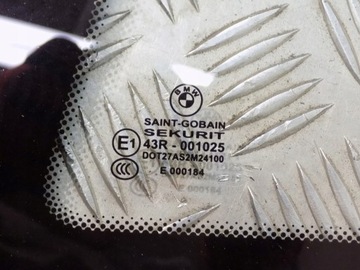 BMW
SAINT-GOBAIN
SEKURIT
E1 43R - 001025
DOT27AS2M24100
E 000184